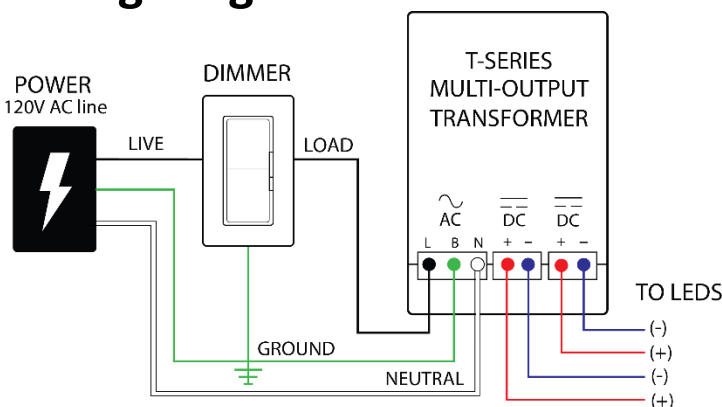 POWER
120V AC line
DIMMER
LIVE
LOAD
T-SERIES
MULTI-OUTPUT
TRANSFORMER
AC
DC
DC
L B N + − + −
TO LEDS
(-)
(+)
(-)
(+)
GROUND
NEUTRAL